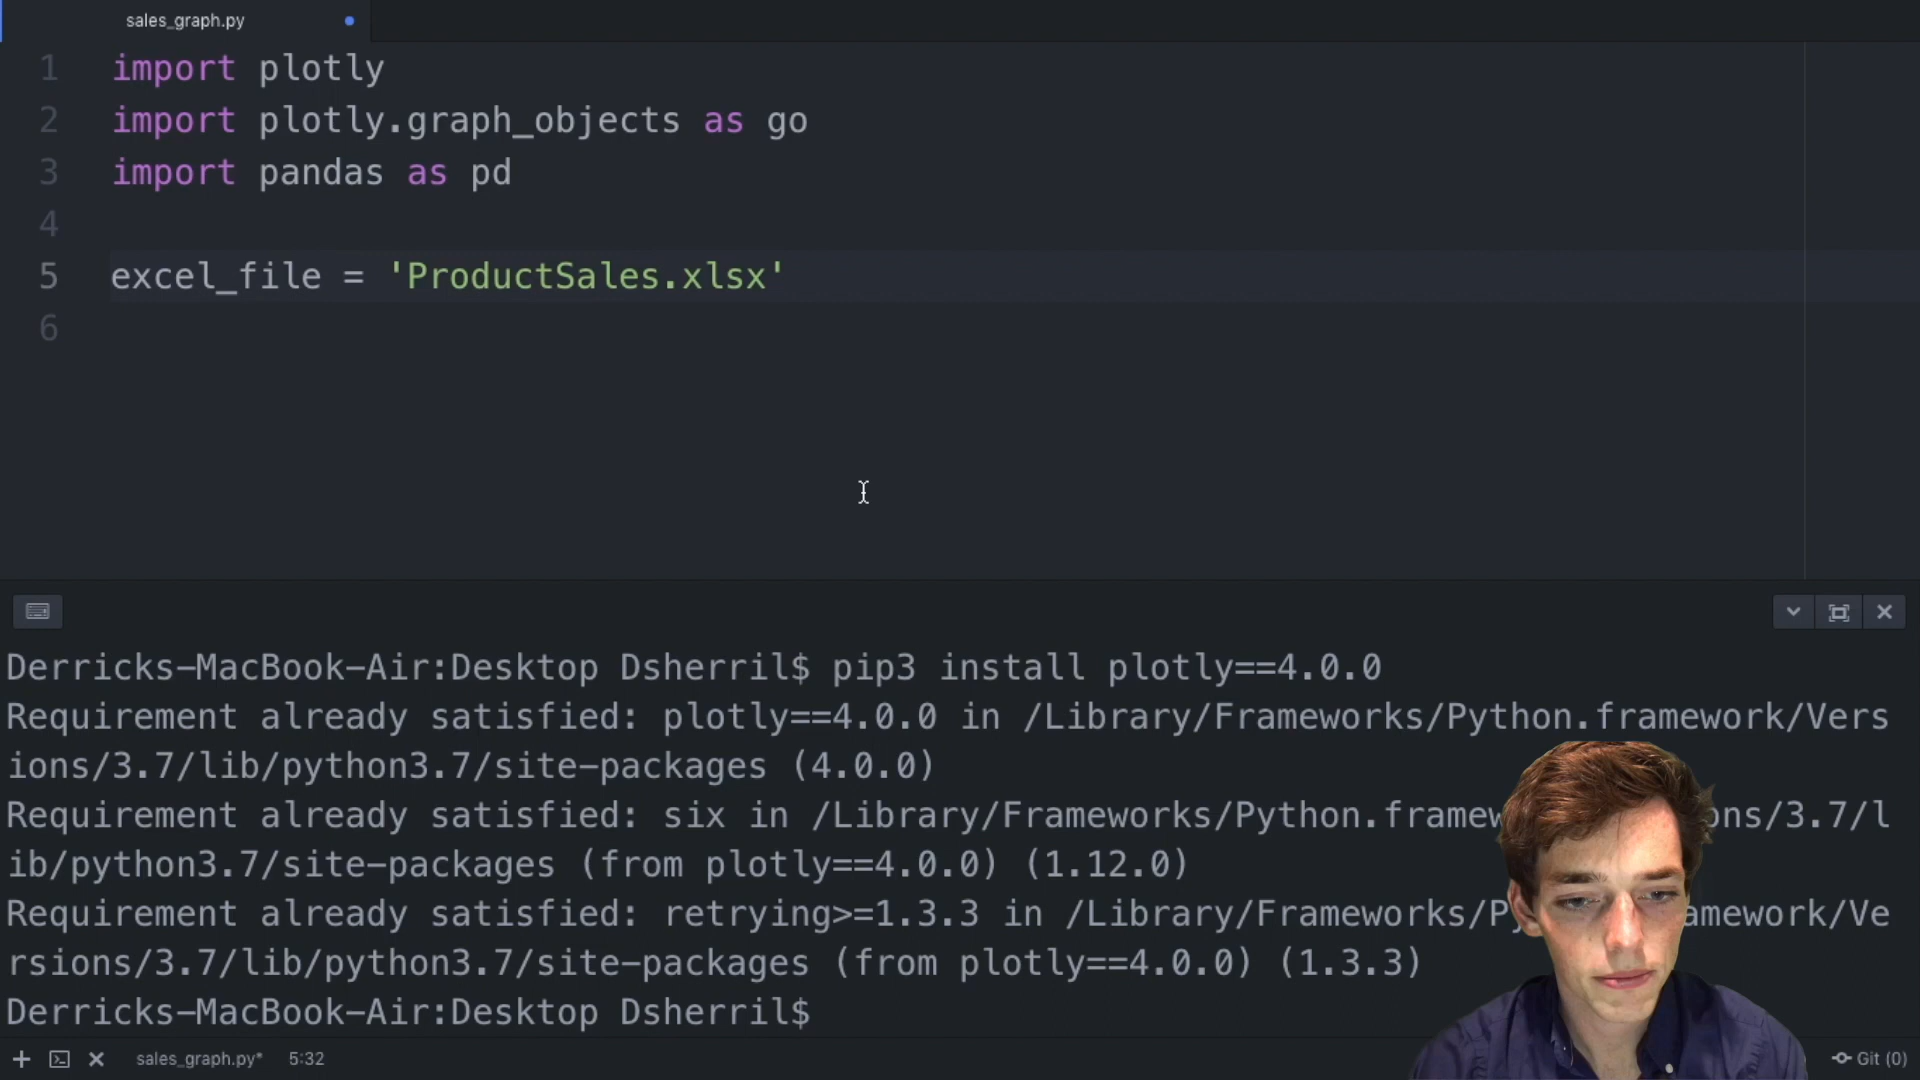 sales_graph.py
1 import plotly
2 import plotly.graph_objects as go
3 import pandas as pd
4
5 excel_file = 'ProductSales.xlsx'
6
Derricks-MacBook-Air:Desktop Dsherril$ pip3 install plotly==4.0.0
Requirement already satisfied: plotly==4.0.0 in /Library/Frameworks/Python.framework/Vers
ions/3.7/lib/python3.7/site-packages (4.0.0)
Requirement already satisfied: six in /Library/Frameworks/Python.framew ons/3.7/l
ib/python3.7/site-packages (from plotly==4.0.0) (1.12.0)
Requirement already satisfied: retrying>=1.3.3 in /Library/Frameworks/Py amework/Ve
rsions/3.7/lib/python3.7/site-packages (from plotly==4.0.0) (1.3.3)
Derricks-MacBook-Air:Desktop Dsherril$
sales_graph.py* 5:32 Git (0)